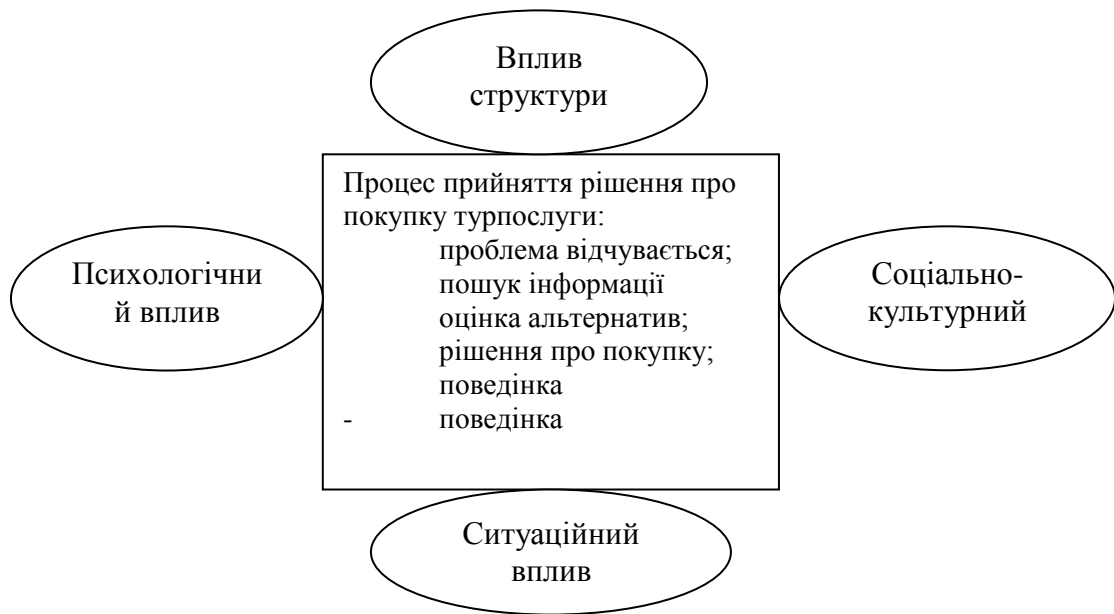 Вплив
структури
Процес прийняття рішення про
покупку турпослуги:
проблема відчувається;
пошук інформації
оцінка альтернатив;
рішення про покупку;
поведінка
- поведінка
Психологічни
й вплив
Соціально-
культурний
Ситуаційний
вплив